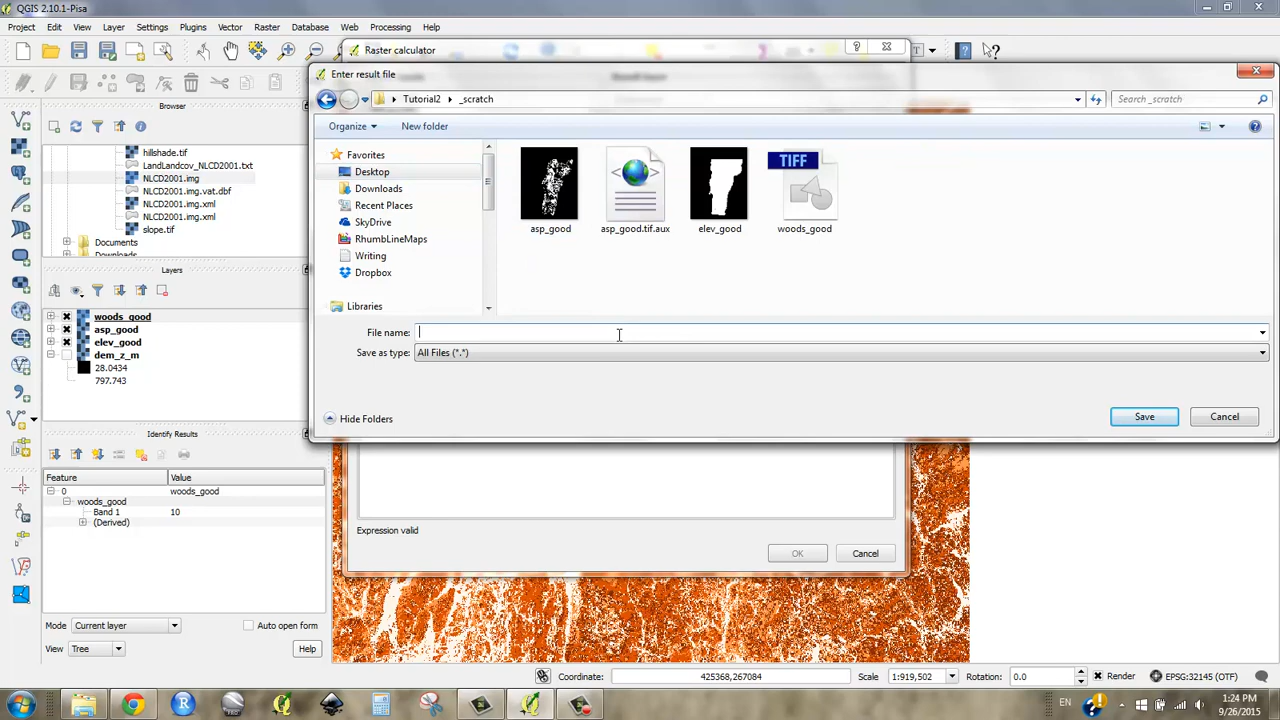 QGIS 2.10.1-Pisa
Project Edit View Layer Settings Plugins Vector Raster Database Web Processing Help
Raster calculator
Enter result file
Tutorial2 _scratch
Search _scratch
Organize New folder
Browser
hillshade.tif
LandLandcov_NLCD2001.txt
NLCD2001.img
NLCD2001.img.vat.dbf
NLCD2001.img.xml
NLCD2001.img.xml
slope.tif
Documents
Downloads
Favorites
Desktop
Downloads
Recent Places
SkyDrive
RhumbLineMaps
Writing
Dropbox
Libraries
TIFF
asp_good
asp_good.tif.aux
elev_good
woods_good
Layers
woods_good
asp_good
elev_good
dem_z_m
28.0434
797.743
File name:
Save as type: All Files (*.*)
Hide Folders
Save
Cancel
Identify Results
Feature Value
0 woods_good
woods_good
Band 1 10
(Derived)
Expression valid
OK
Cancel
Mode Current layer
Auto open form
View Tree
Help
Coordinate: 425368,267084
Scale 1:919,502
Rotation: 0.0
Render
EPSG:32145 (OTF)
EN
1:24 PM
9/26/2015